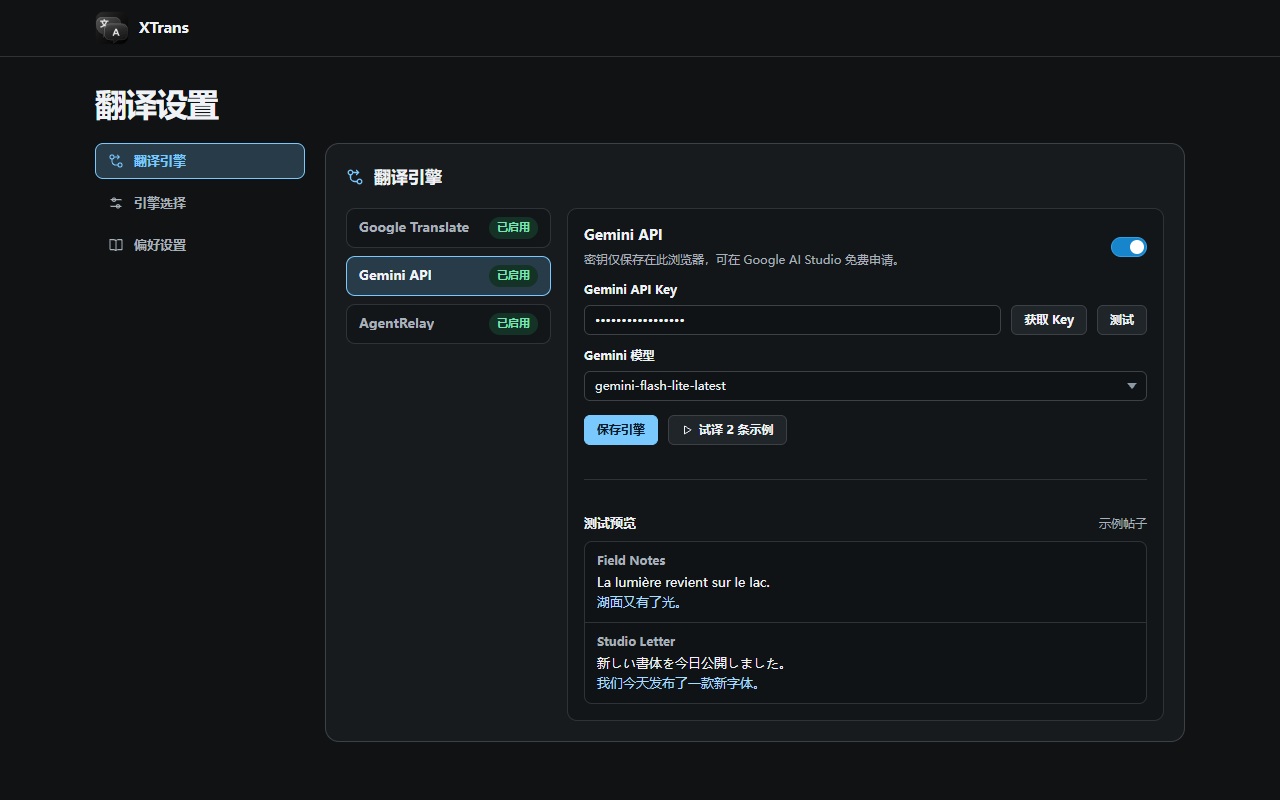 XTrans
翻译设置
翻译引擎
引擎选择
偏好设置
翻译引擎
Google Translate 已启用
Gemini API 已启用
AgentRelay 已启用
Gemini API
密钥仅保存在此浏览器，可在 Google AI Studio 免费申请。
Gemini API Key
•••••••••••••••••
获取 Key
测试
Gemini 模型
gemini-flash-lite-latest
保存引擎
试译 2 条示例
测试预览
示例帖子
Field Notes
La lumière revient sur le lac.
湖面又有了光。
Studio Letter
新しい書体を今日公開しました。
我们今天发布了一款新字体。